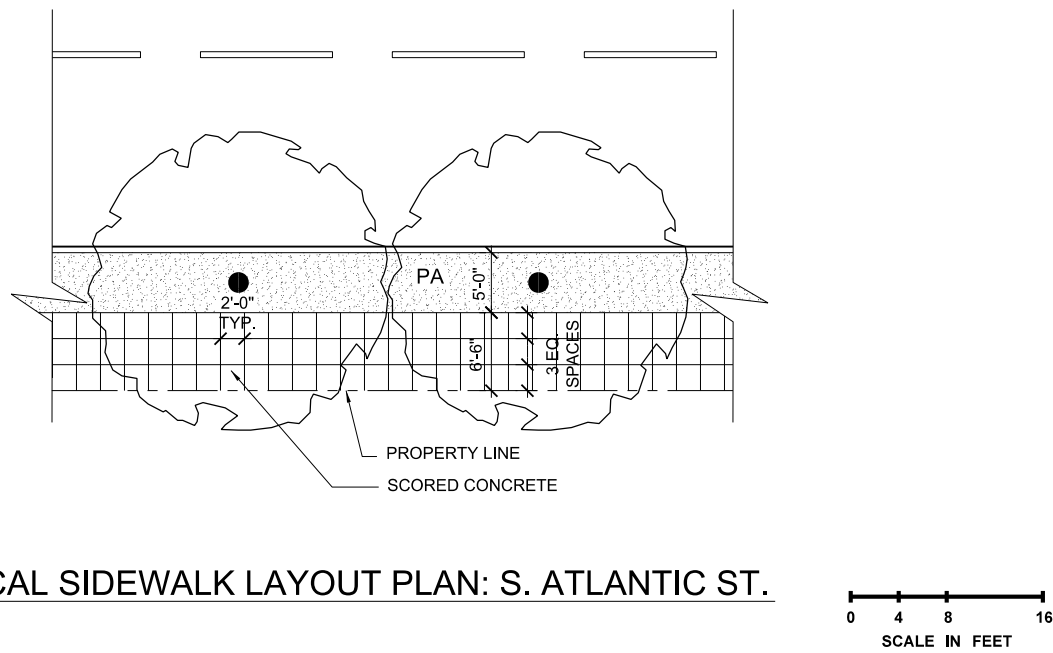 PA
5'-0"
2'-0"
TYP.
6'-6"
3 EQ.
SPACES
PROPERTY LINE
SCORED CONCRETE
CAL SIDEWALK LAYOUT PLAN: S. ATLANTIC ST.
0 4 8 16
SCALE IN FEET